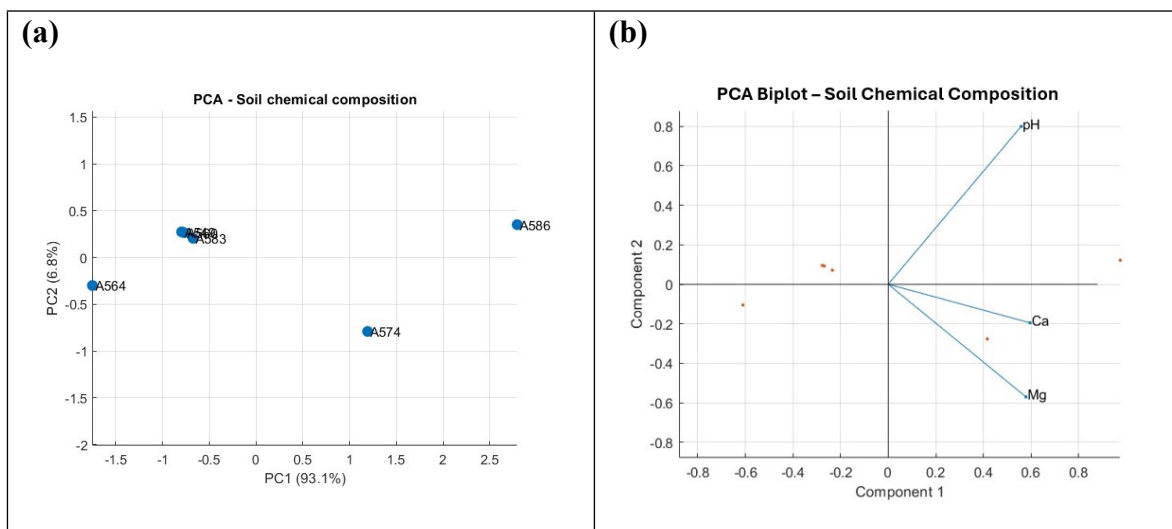 (a)
PCA - Soil chemical composition
1.5
1
0.5
0
-0.5
-1
-1.5
-2
PC2 (6.8%)
A583
A564
A574
A586
-1.5 -1 -0.5 0 0.5 1 1.5 2 2.5
PC1 (93.1%)
(b)
PCA Biplot – Soil Chemical Composition
0.8
0.6
0.4
0.2
0
-0.2
-0.4
-0.6
-0.8
Component 2
pH
Ca
Mg
-0.8 -0.6 -0.4 -0.2 0 0.2 0.4 0.6 0.8
Component 1